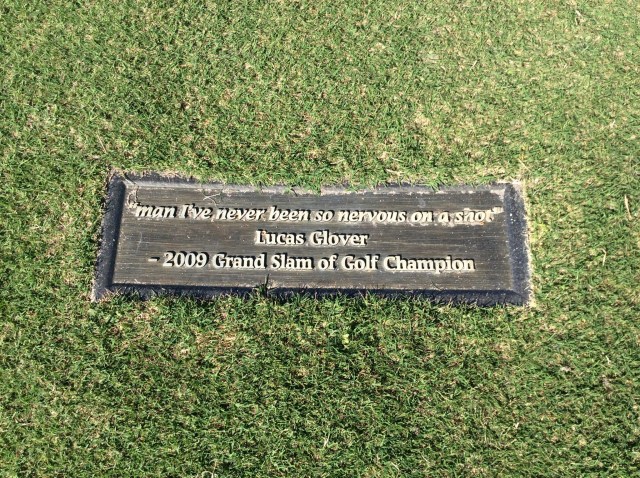 "man I've never been so nervous on a shot"
Lucas Glover
- 2009 Grand Slam of Golf Champion